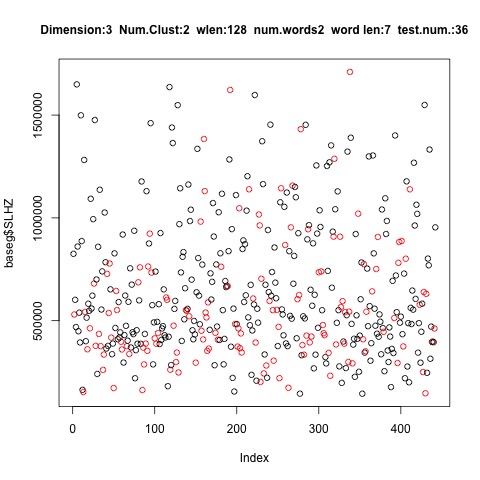 Dimension:3 Num.Clust:2 wlen:128 num.words2 word len:7 test.num.:36
baseg$SLHZ
1500000
1000000
500000
0 100 200 300 400
Index